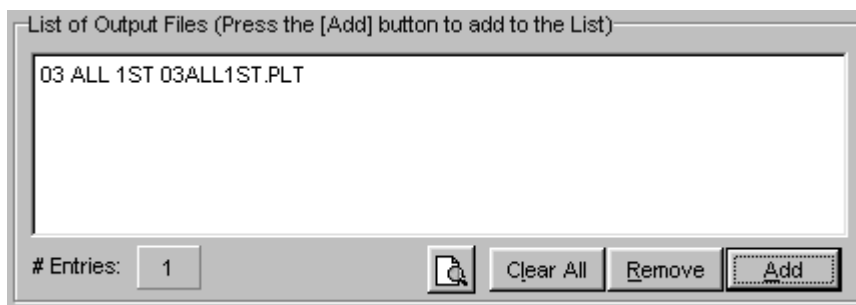 List of Output Files (Press the [Add] button to add to the List)
03 ALL 1ST 03ALL1ST.PLT
# Entries: 1 Clear All Remove Add